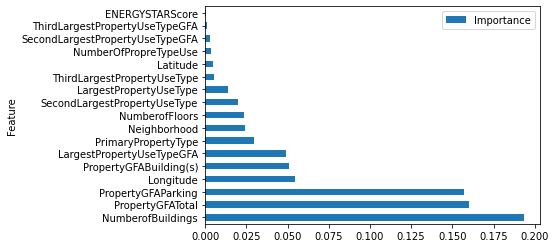 ENERGYSTARScore
ThirdLargestPropertyUseTypeGFA
SecondLargestPropertyUseTypeGFA
NumberOfPropreTypeUse
Latitude
ThirdLargestPropertyUseType
LargestPropertyUseType
SecondLargestPropertyUseType
NumberofFloors
Neighborhood
PrimaryPropertyType
LargestPropertyUseTypeGFA
PropertyGFABuilding(s)
Longitude
PropertyGFAParking
PropertyGFATotal
NumberofBuildings
Feature
Importance
0.000 0.025 0.050 0.075 0.100 0.125 0.150 0.175 0.200